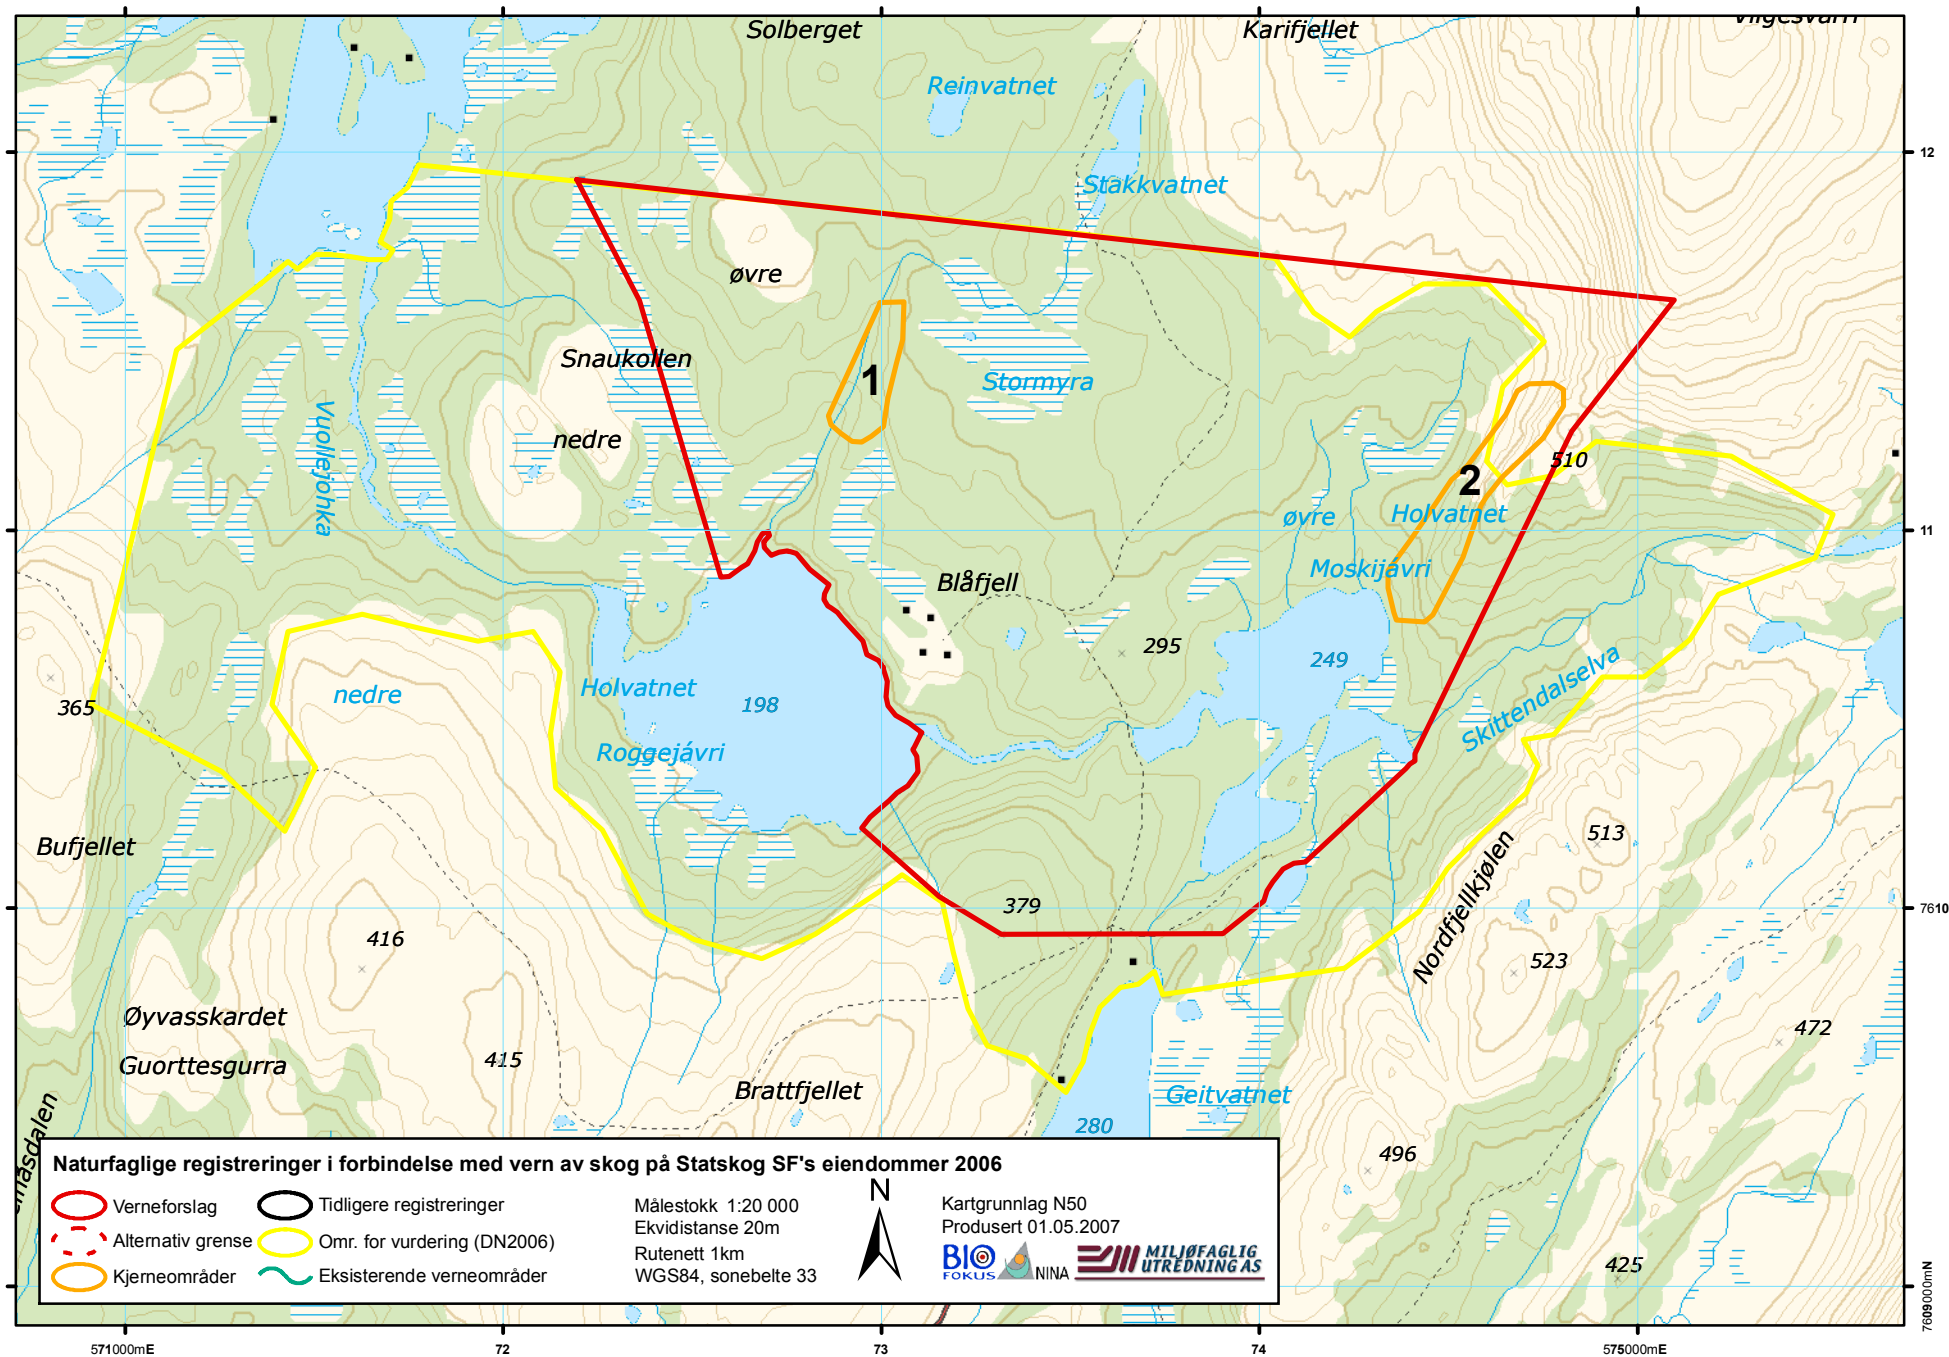 Solberget
Karifjellet
Reinvatnet
12
Stakkvatnet
øvre
Snaukollen
nedre
1
Stormyra
Vuollejohka
2
510
øvre
Holvatnet
11
Moskijávri
Blåfjell
295
249
Skittendalselva
365
nedre
Holvatnet
198
Roggejávri
Bufjellet
513
Nordfjellkjølen
379
7610
416
523
Øyvasskardet
Guorttesgurra
415
472
Brattfjellet
Geitvatnet
280
496
425
Naturfaglige registreringer i forbindelse med vern av skog på Statskog SF's eiendommer 2006
Verneforslag
Tidligere registreringer
Alternativ grense
Omr. for vurdering (DN2006)
Kjerneområder
Eksisterende verneområder
Målestokk 1:20 000
Ekvidistanse 20m
Rutenett 1km
WGS84, sonebelte 33
N
Kartgrunnlag N50
Produsert 01.05.2007
BIO
FOKUS
NINA
MILJØFAGLIG
UTREDNING AS
7609000mN
571000mE
72
73
74
575000mE